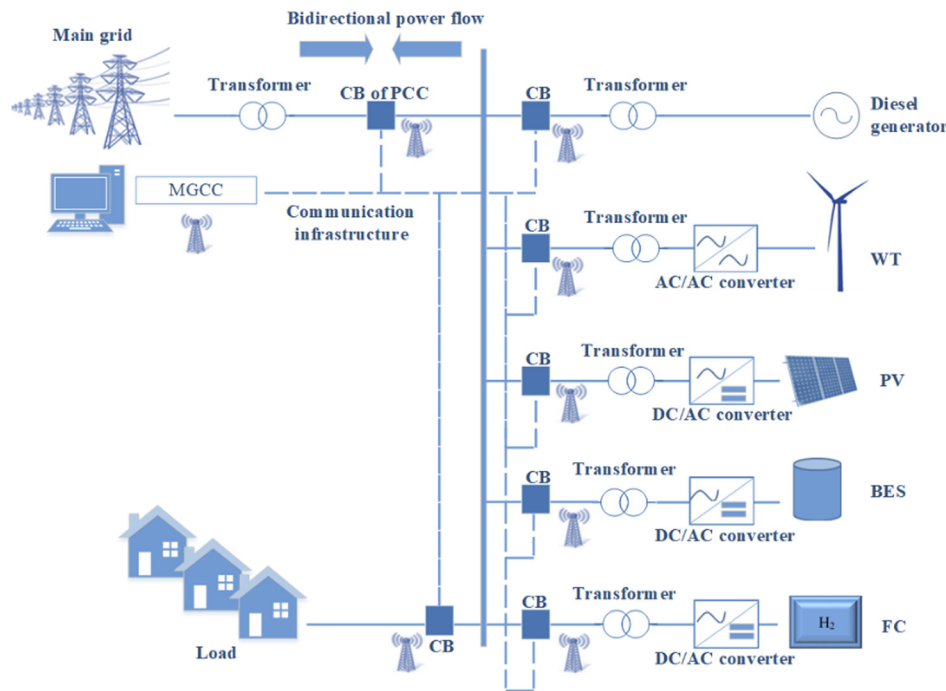 Bidirectional power flow
Main grid
Transformer
CB of PCC
CB
Transformer
Diesel
generator
MGCC
Communication
infrastructure
CB
Transformer
AC/AC converter
WT
CB
Transformer
DC/AC converter
PV
CB
Transformer
DC/AC converter
BES
Load
CB
CB
Transformer
DC/AC converter
H₂
FC